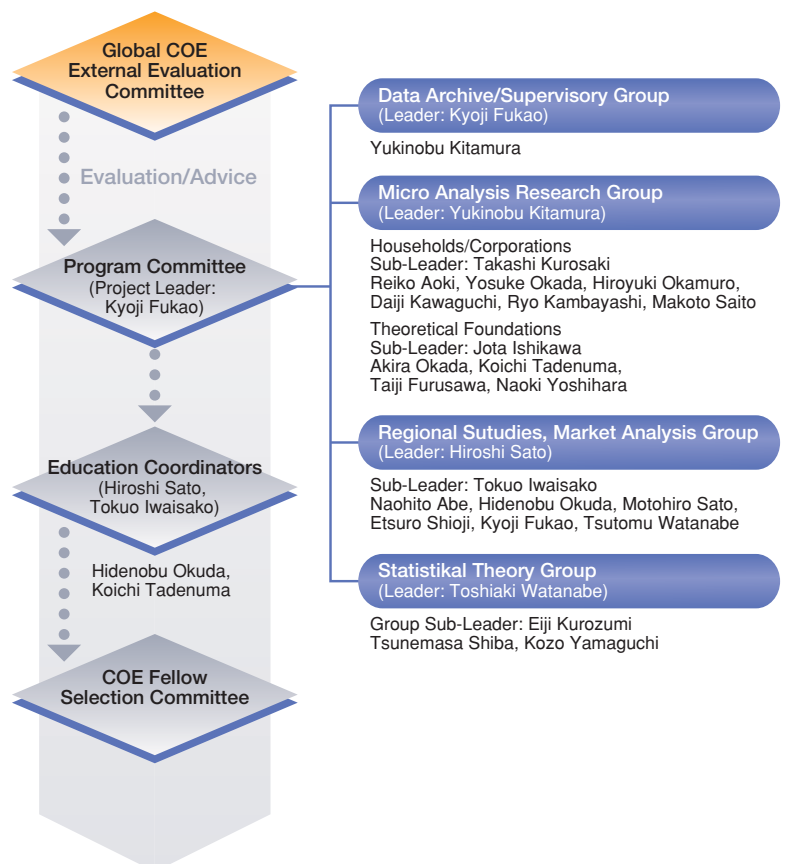 Global COE
External Evaluation
Committee
Evaluation/Advice
Program Committee
(Project Leader:
Kyoji Fukao)
Education Coordinators
(Hiroshi Sato,
Tokuo Iwaisako)
Hidenobu Okuda,
Koichi Tadenuma
COE Fellow
Selection Committee
Data Archive/Supervisory Group
(Leader: Kyoji Fukao)
Yukinobu Kitamura
Micro Analysis Research Group
(Leader: Yukinobu Kitamura)
Households/Corporations
Sub-Leader: Takashi Kurosaki
Reiko Aoki, Yosuke Okada, Hiroyuki Okamuro,
Daiji Kawaguchi, Ryo Kambayashi, Makoto Saito
Theoretical Foundations
Sub-Leader: Jota Ishikawa
Akira Okada, Koichi Tadenuma,
Taiji Furusawa, Naoki Yoshihara
Regional Sutudies, Market Analysis Group
(Leader: Hiroshi Sato)
Sub-Leader: Tokuo Iwaisako
Naohito Abe, Hidenobu Okuda, Motohiro Sato,
Etsuro Shioji, Kyoji Fukao, Tsutomu Watanabe
Statistikal Theory Group
(Leader: Toshiaki Watanabe)
Group Sub-Leader: Eiji Kurozumi
Tsunemasa Shiba, Kozo Yamaguchi